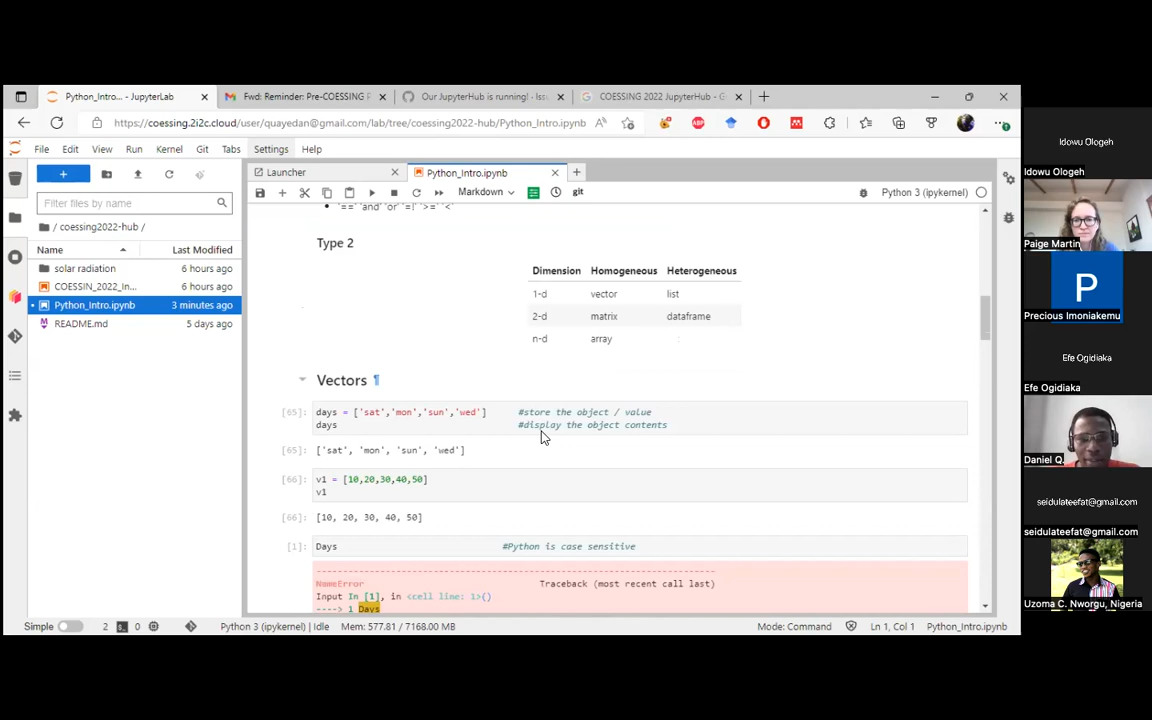 Python_Intro... - JupyterLab
Fwd: Reminder: Pre-COESSING F
Our JupyterHub is running! - Iss
COESSING 2022 JupyterHub - G
https://coessing.2i2c.cloud/user/quayedan@gmail.com/lab/tree/coessing2022-hub/Python_Intro.ipynb
File Edit View Run Kernel Git Tabs Settings Help
Launcher
Python_Intro.ipynb
Markdown
git
Python 3 (ipykernel)
Filter files by name
/ coessing2022-hub /
Name Last Modified
solar radiation 6 hours ago
COESSIN_2022_In... 6 hours ago
Python_Intro.ipynb 3 minutes ago
README.md 5 days ago
Type 2
Dimension Homogeneous Heterogeneous
1-d vector list
2-d matrix dataframe
n-d array
Vectors ¶
[65]: days = ['sat','mon','sun','wed'] #store the object / value
days #display the object contents
[65]: ['sat', 'mon', 'sun', 'wed']
[66]: v1 = [10,20,30,40,50]
v1
[66]: [10, 20, 30, 40, 50]
[1]: Days #Python is case sensitive
NameError Traceback (most recent call last)
Input In [1], in <cell line: 1>()
----> 1 Days
Simple 2 0 Python 3 (ipykernel) | Idle Mem: 577.81 / 7168.00 MB Mode: Command Ln 1, Col 1 Python_Intro.ipynb
Idowu Ologeh
Idowu Ologeh
Paige Martin
P
Precious Imoniakemu
Efe Ogidiaka
Efe Ogidiaka
Daniel Q.
seidulateefat@gmail.com
seidulateefat@gmail.com
Uzoma C. Nworgu, Nigeria